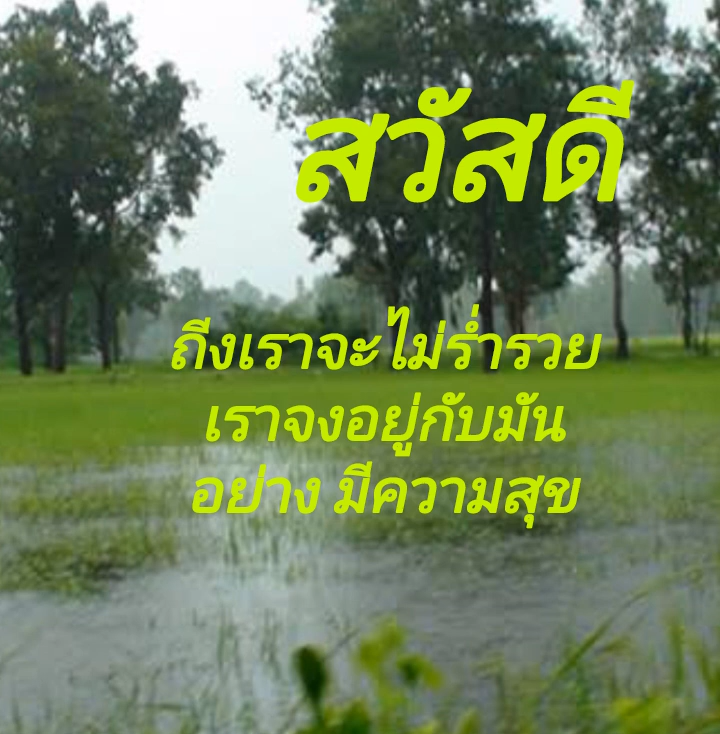 สวัสดี
ถีงเราจะไม่ร่ำรวย
เราจงอยู่กับมัน
อย่าง มีความสุข